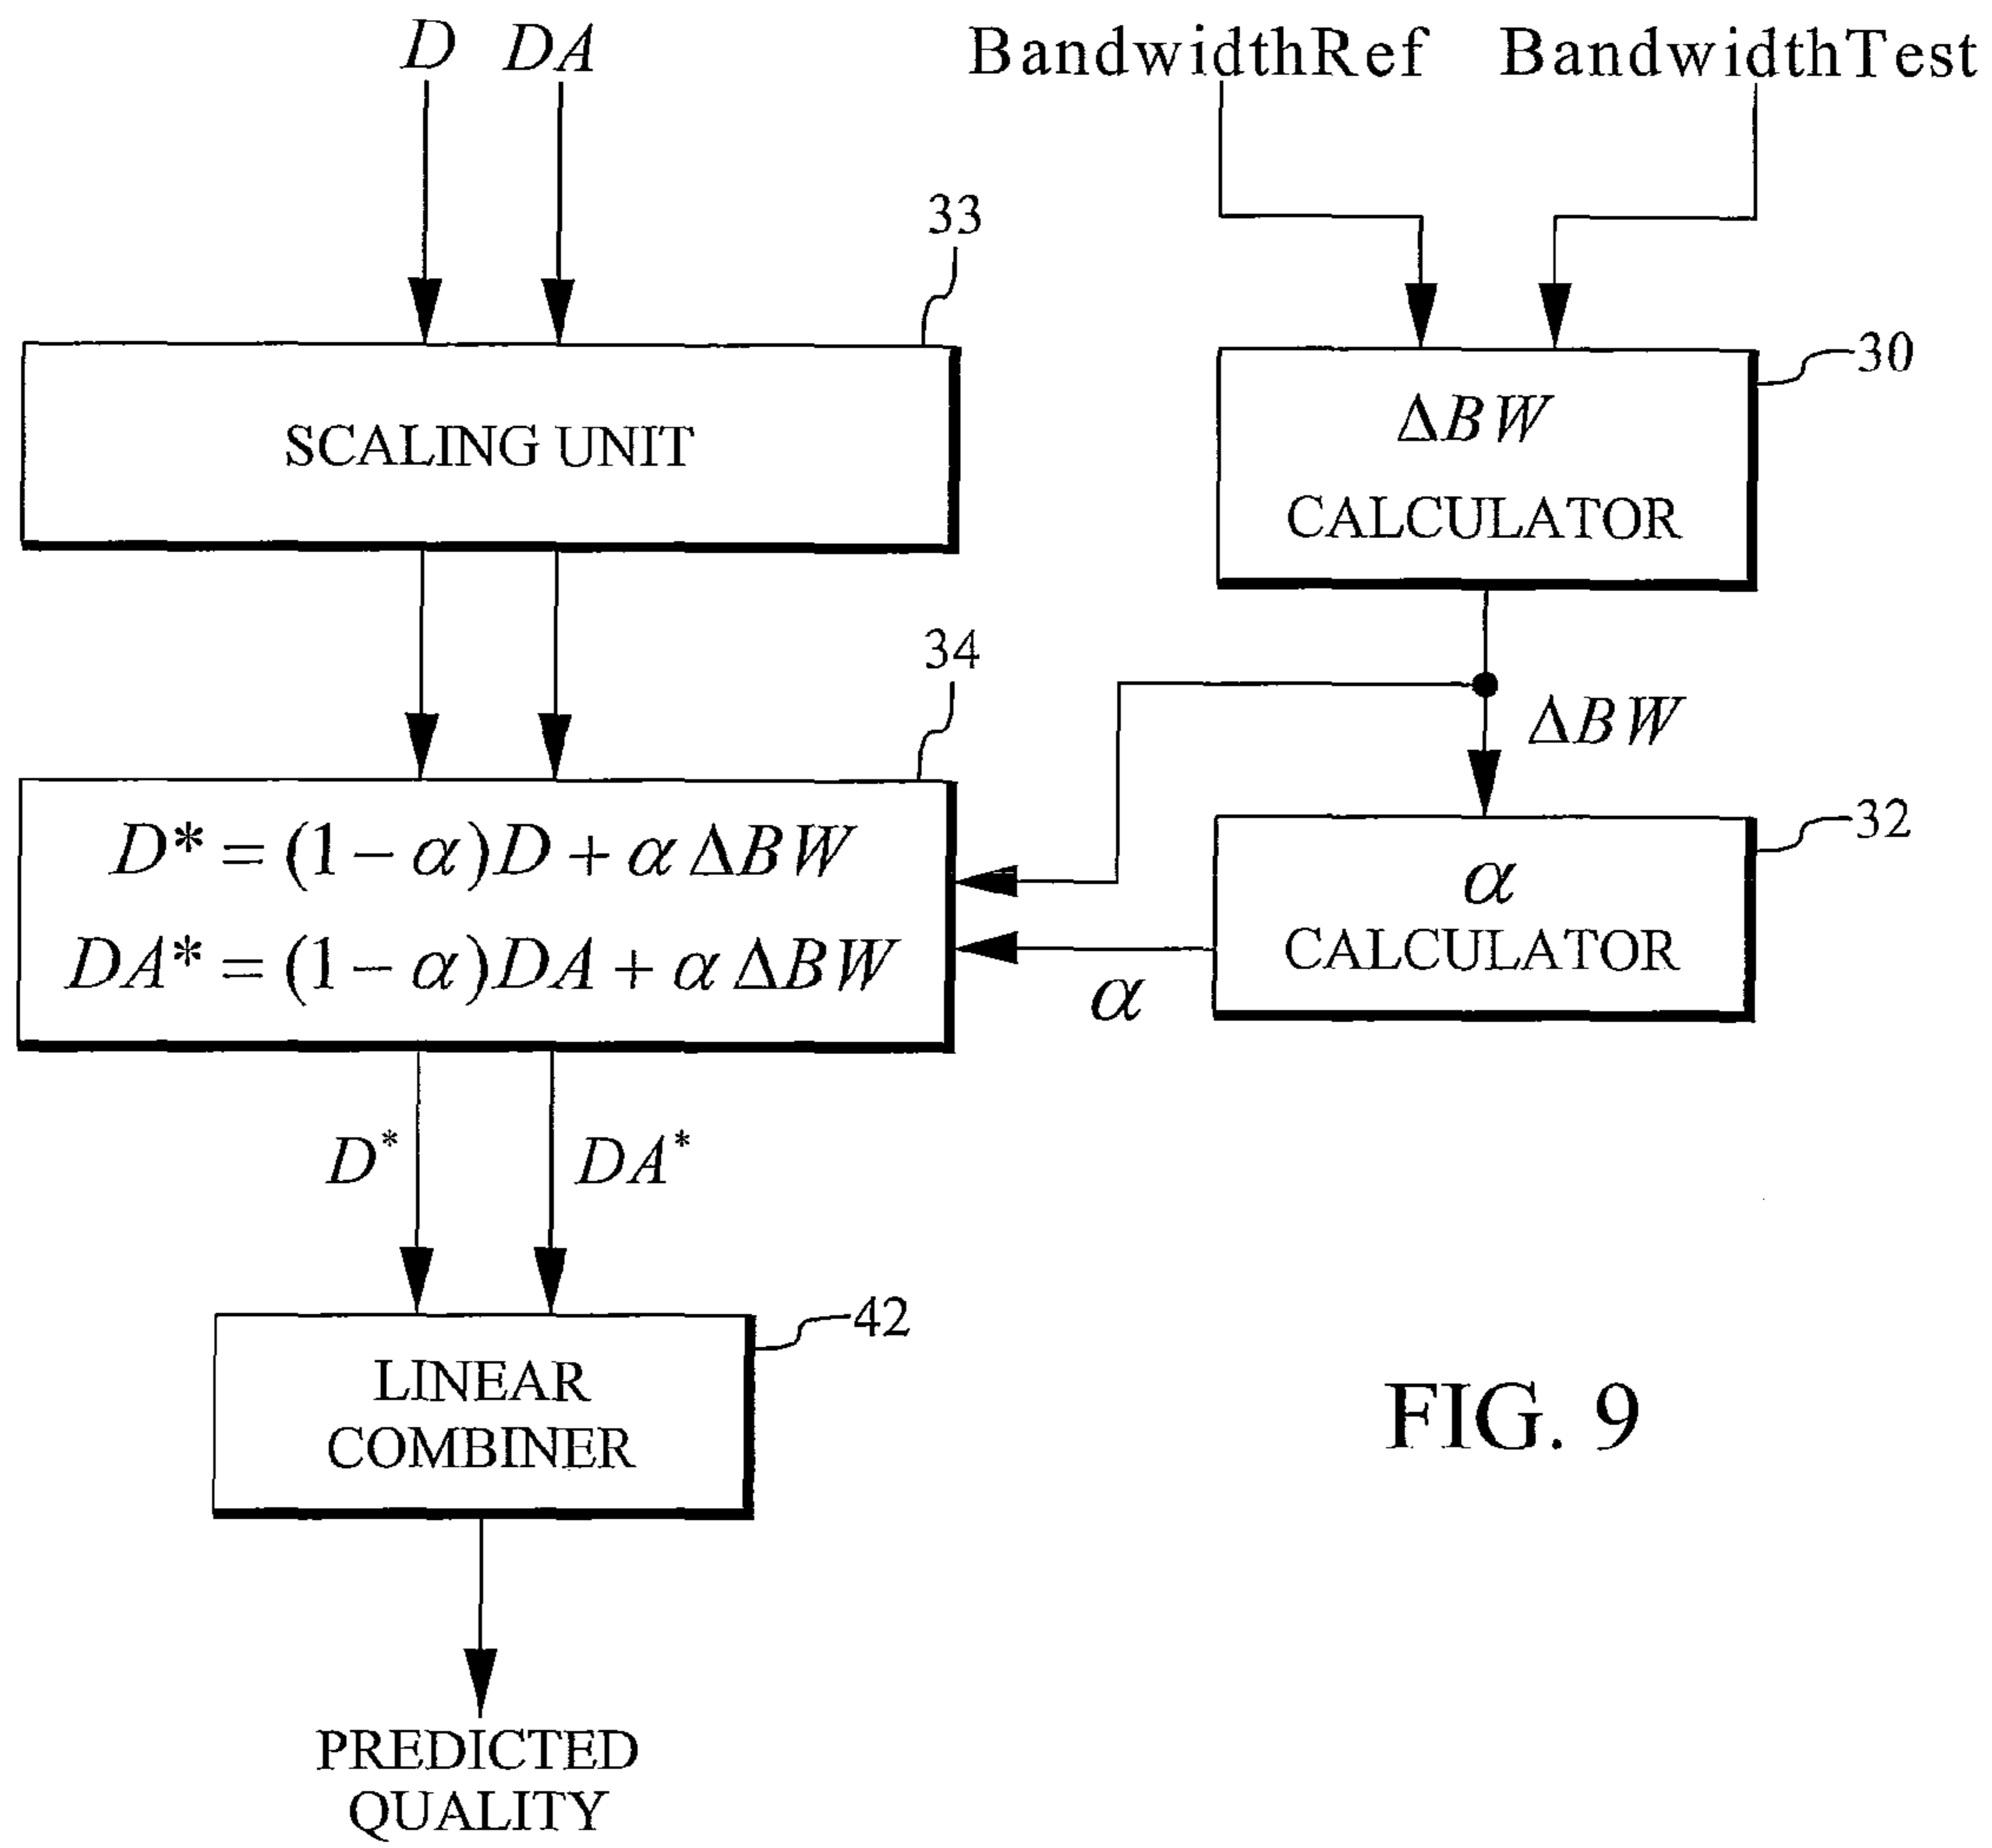 D DA BandwidthRef BandwidthTest
33
SCALING UNIT
30
ΔBW
CALCULATOR
34
ΔBW
D* = (1 − α)D + α ΔBW
DA* = (1 − α)DA + α ΔBW
32
α
CALCULATOR
α
D* DA*
42
LINEAR
COMBINER
FIG. 9
PREDICTED
QUALITY